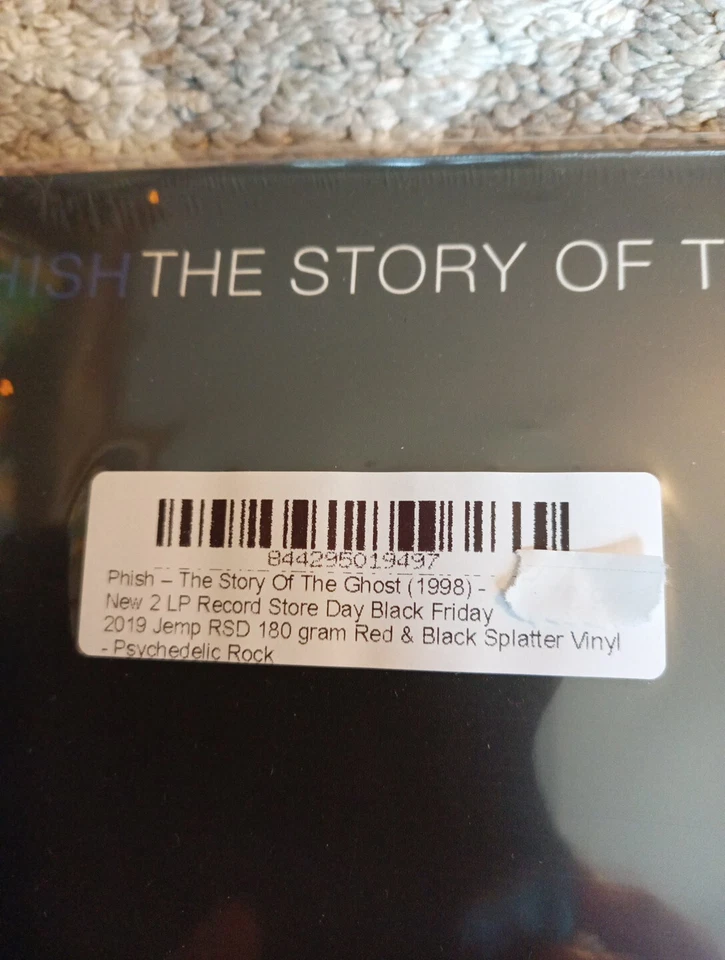 PHISH THE STORY OF T
844295019497
Phish – The Story Of The Ghost (1998) -
New 2 LP Record Store Day Black Friday
2019 Jemp RSD 180 gram Red & Black Splatter Vinyl
- Psychedelic Rock